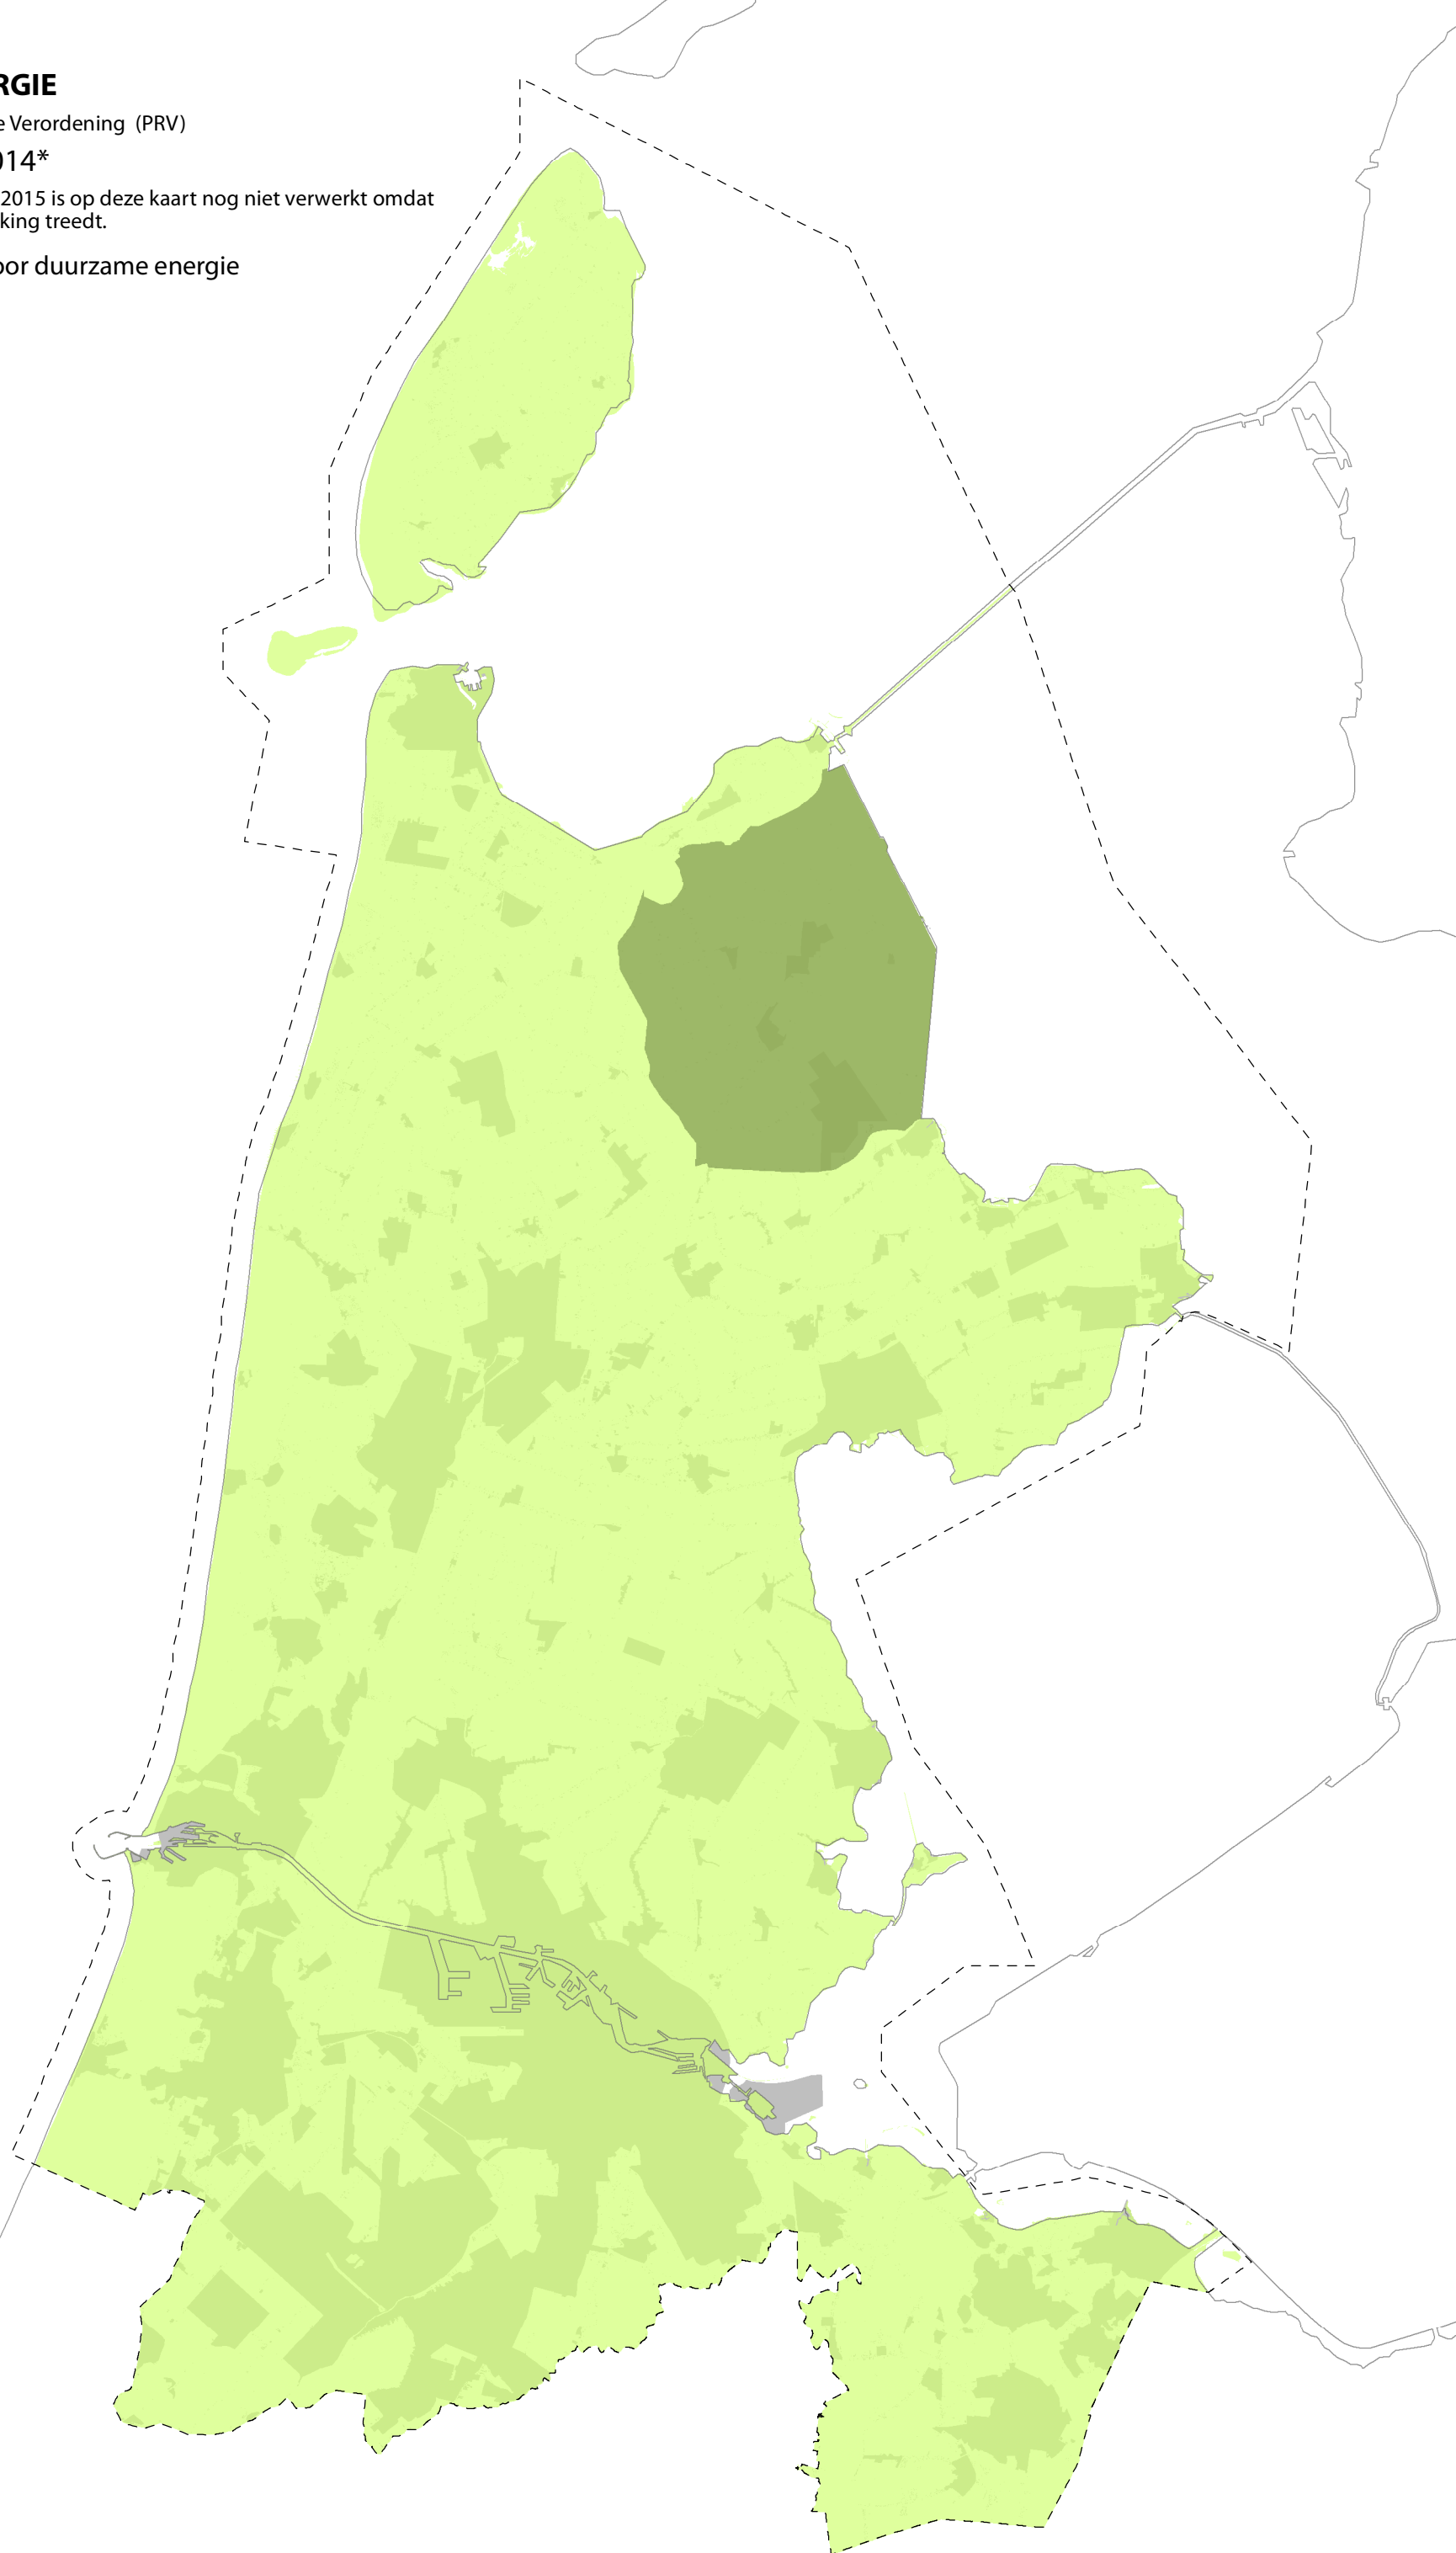 RGIE
e Verordening (PRV)
014*
2015 is op deze kaart nog niet verwerkt omdat
king treedt.
oor duurzame energie